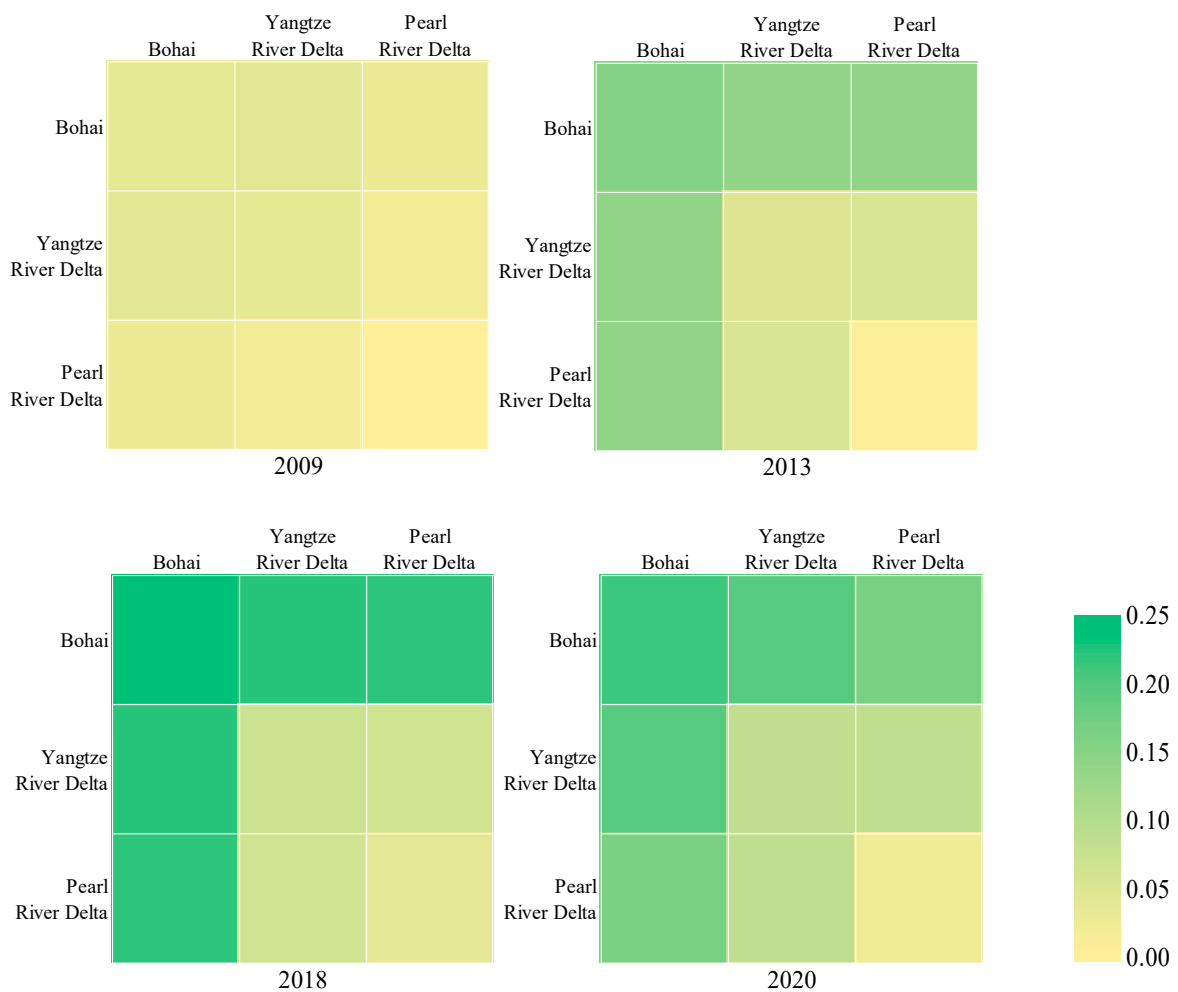 Bohai
Yangtze
River Delta
Pearl
River Delta
Bohai
Yangtze
River Delta
Pearl
River Delta
2009
Bohai
Yangtze
River Delta
Pearl
River Delta
Bohai
Yangtze
River Delta
Pearl
River Delta
2013
Bohai
Yangtze
River Delta
Pearl
River Delta
Bohai
Yangtze
River Delta
Pearl
River Delta
2018
Bohai
Yangtze
River Delta
Pearl
River Delta
Bohai
Yangtze
River Delta
Pearl
River Delta
2020
0.25
0.20
0.15
0.10
0.05
0.00